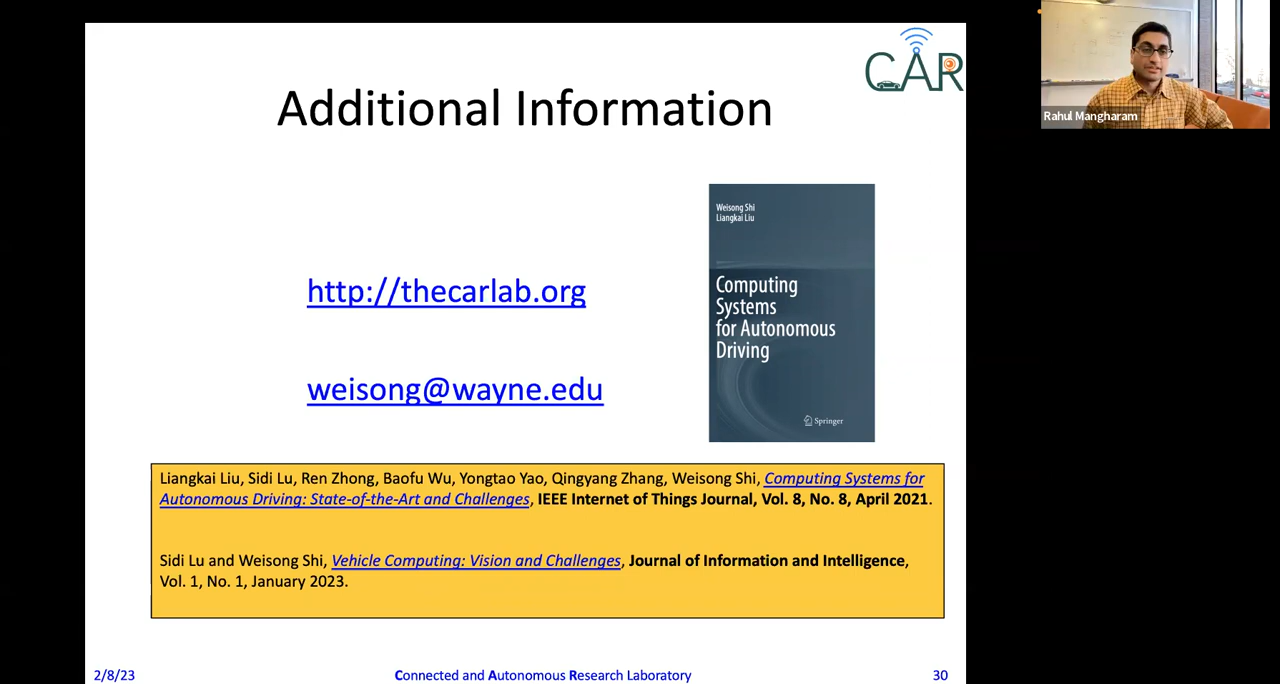 CAR
Additional Information
Rahul Mangharam
Weisong Shi
Liangkai Liu
Computing
Systems
for Autonomous
Driving
Springer
http://thecarlab.org
weisong@wayne.edu
Liangkai Liu, Sidi Lu, Ren Zhong, Baofu Wu, Yongtao Yao, Qingyang Zhang, Weisong Shi, Computing Systems for
Autonomous Driving: State-of-the-Art and Challenges, IEEE Internet of Things Journal, Vol. 8, No. 8, April 2021.
Sidi Lu and Weisong Shi, Vehicle Computing: Vision and Challenges, Journal of Information and Intelligence,
Vol. 1, No. 1, January 2023.
2/8/23
Connected and Autonomous Research Laboratory
30